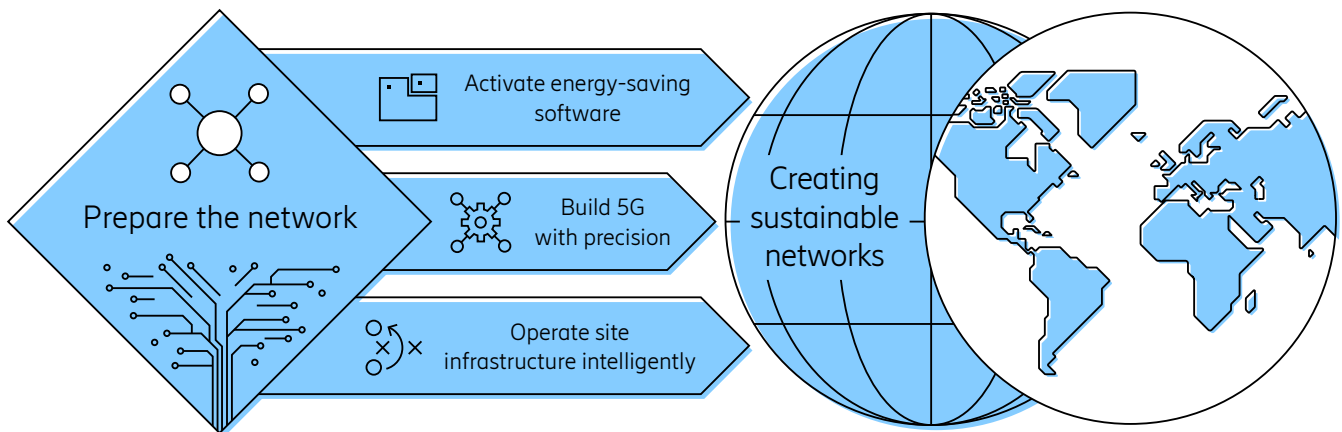 Prepare the network
Activate energy-saving
software
Build 5G
with precision
Operate site
infrastructure intelligently
Creating
sustainable
networks